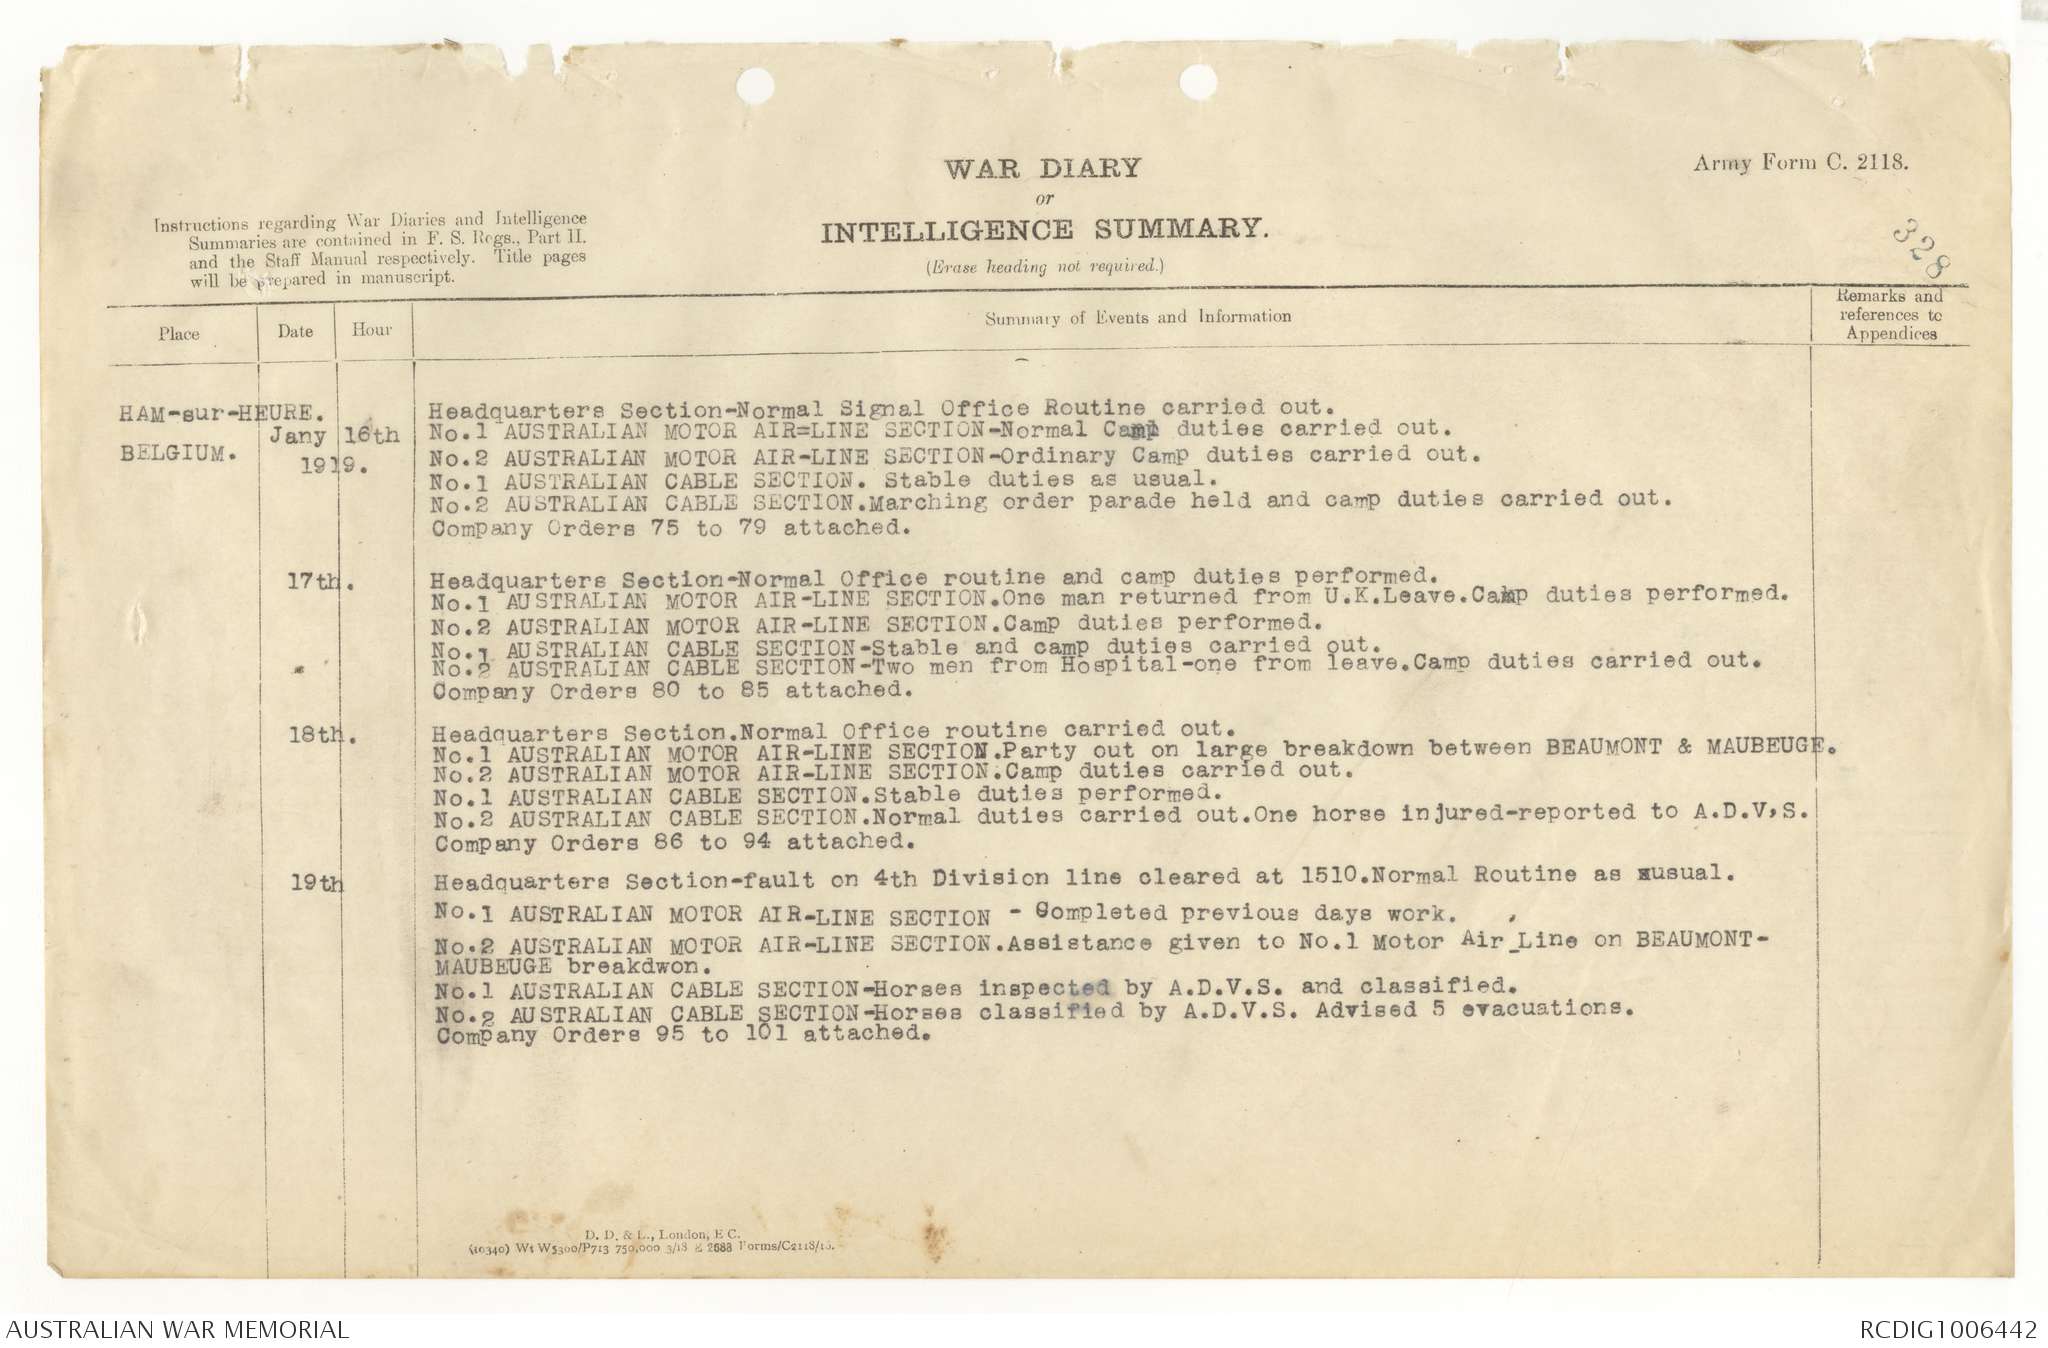 WAR DIARY
or
INTELLIGENCE SUMMARY.
(Erase heading not required.)
Army Form C. 2118.
328
Instructions regarding War Diaries and Intelligence
Summaries are contained in F. S. Regs., Part II.
and the Staff Manual respectively. Title pages
will be prepared in manuscript.
Place
Date
Hour
Summary of Events and Information
Remarks and
references to
Appendices
HAM-sur-HEURE.
BELGIUM.
Jany 16th
1919.
Headquarters Section-Normal Signal Office Routine carried out.
No.1 AUSTRALIAN MOTOR AIR=LINE SECTION-Normal Camp duties carried out.
No.2 AUSTRALIAN MOTOR AIR-LINE SECTION-Ordinary Camp duties carried out.
No.1 AUSTRALIAN CABLE SECTION. Stable duties as usual.
No.2 AUSTRALIAN CABLE SECTION.Marching order parade held and camp duties carried out.
Company Orders 75 to 79 attached.
17th.
Headquarters Section-Normal Office routine and camp duties performed.
No.1 AUSTRALIAN MOTOR AIR-LINE SECTION.One man returned from U.K.Leave.Camp duties performed.
No.2 AUSTRALIAN MOTOR AIR-LINE SECTION.Camp duties performed.
No.1 AUSTRALIAN CABLE SECTION-Stable and camp duties carried out.
No.2 AUSTRALIAN CABLE SECTION-Two men from Hospital-one from leave.Camp duties carried out.
Company Orders 80 to 85 attached.
18th.
Headquarters Section.Normal Office routine carried out.
No.1 AUSTRALIAN MOTOR AIR-LINE SECTION.Party out on large breakdown between BEAUMONT & MAUBEUGE.
No.2 AUSTRALIAN MOTOR AIR-LINE SECTION.Camp duties carried out.
No.1 AUSTRALIAN CABLE SECTION.Stable duties performed.
No.2 AUSTRALIAN CABLE SECTION.Normal duties carried out.One horse injured-reported to A.D.V,S.
Company Orders 86 to 94 attached.
19th
Headquarters Section-fault on 4th Division line cleared at 1510.Normal Routine as xusual.
No.1 AUSTRALIAN MOTOR AIR-LINE SECTION - Completed previous days work.
No.2 AUSTRALIAN MOTOR AIR-LINE SECTION.Assistance given to No.1 Motor Air_Line on BEAUMONT-
MAUBEUGE breakdwon.
No.1 AUSTRALIAN CABLE SECTION-Horses inspected by A.D.V.S. and classified.
No.2 AUSTRALIAN CABLE SECTION-Horses classified by A.D.V.S. Advised 5 evacuations.
Company Orders 95 to 101 attached.
D. D. & L., London, E C.
(10340) Wt W5300/P713 750,000 3/18 E 2688 Forms/C2118/16.
AUSTRALIAN WAR MEMORIAL
RCDIG1006442